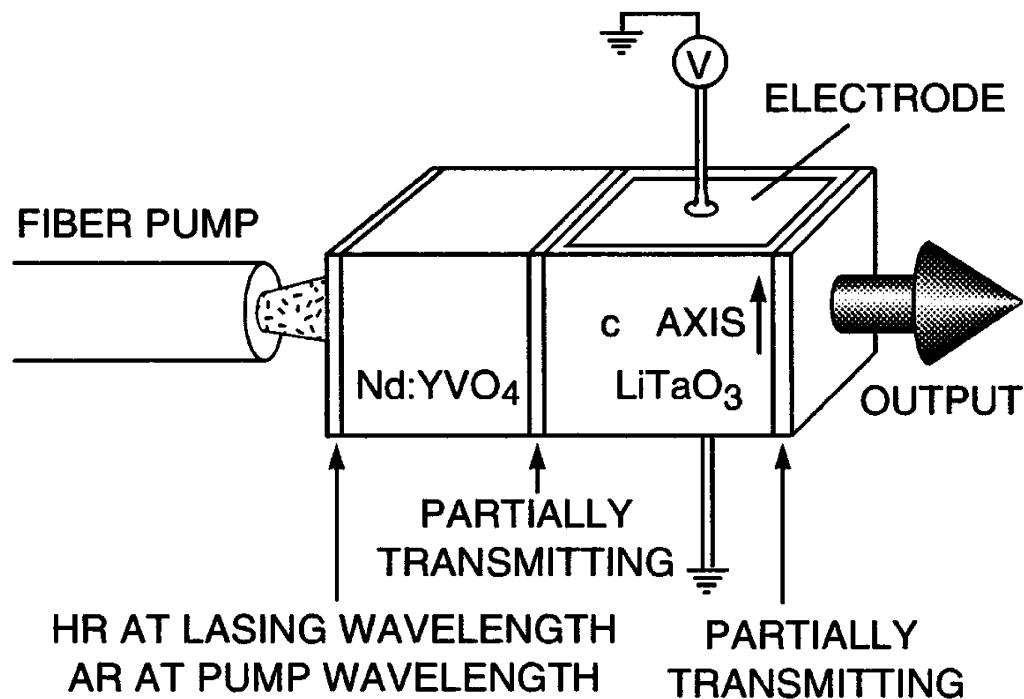 V
ELECTRODE
FIBER PUMP
c AXIS
Nd:YVO₄
LiTaO₃
OUTPUT
PARTIALLY
TRANSMITTING
HR AT LASING WAVELENGTH
AR AT PUMP WAVELENGTH
PARTIALLY
TRANSMITTING